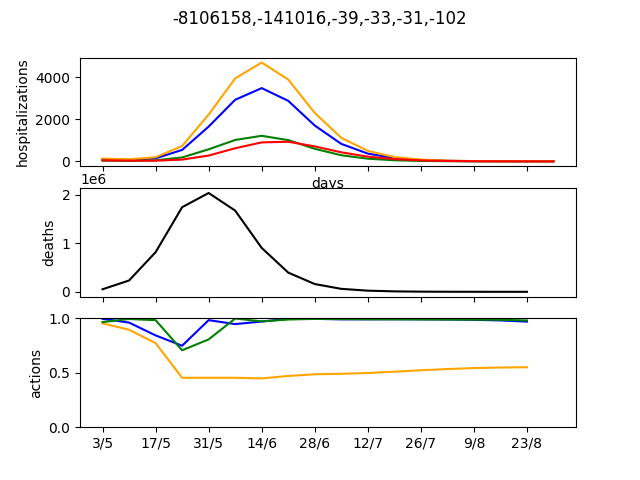 -8106158,-141016,-39,-33,-31,-102
hospitalizations
4000
2000
0
days
1e6
deaths
2
1
0
actions
1.0
0.5
0.0
3/5 17/5 31/5 14/6 28/6 12/7 26/7 9/8 23/8